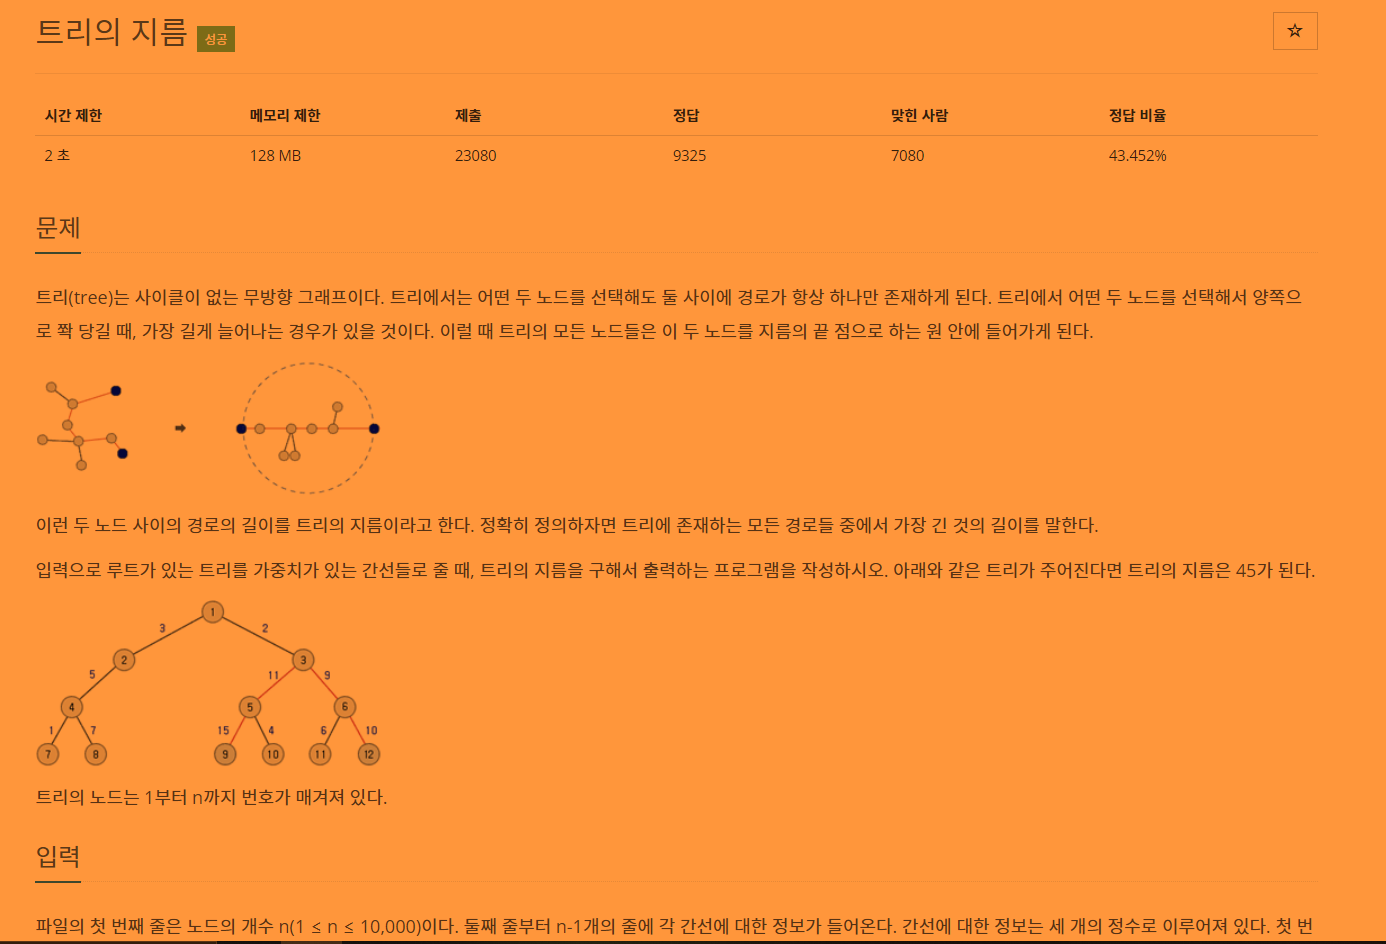 트리의 지름 성공
☆
시간 제한 메모리 제한 제출 정답 맞힌 사람 정답 비율
2 초 128 MB 23080 9325 7080 43.452%
문제
트리(tree)는 사이클이 없는 무방향 그래프이다. 트리에서는 어떤 두 노드를 선택해도 둘 사이에 경로가 항상 하나만 존재하게 된다. 트리에서 어떤 두 노드를 선택해서 양쪽으
로 쫙 당길 때, 가장 길게 늘어나는 경우가 있을 것이다. 이럴 때 트리의 모든 노드들은 이 두 노드를 지름의 끝 점으로 하는 원 안에 들어가게 된다.
이런 두 노드 사이의 경로의 길이를 트리의 지름이라고 한다. 정확히 정의하자면 트리에 존재하는 모든 경로들 중에서 가장 긴 것의 길이를 말한다.
입력으로 루트가 있는 트리를 가중치가 있는 간선들로 줄 때, 트리의 지름을 구해서 출력하는 프로그램을 작성하시오. 아래와 같은 트리가 주어진다면 트리의 지름은 45가 된다.
1
3 2
2 3
5 11 9
4 5 6
1 7 15 4 6 10
7 8 9 10 11 12
트리의 노드는 1부터 n까지 번호가 매겨져 있다.
입력
파일의 첫 번째 줄은 노드의 개수 n(1 ≤ n ≤ 10,000)이다. 둘째 줄부터 n-1개의 줄에 각 간선에 대한 정보가 들어온다. 간선에 대한 정보는 세 개의 정수로 이루어져 있다. 첫 번